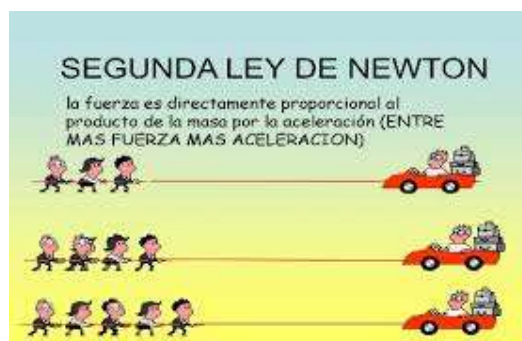 SEGUNDA LEY DE NEWTON
la fuerza es directamente proporcional al
producto de la masa por la aceleración (ENTRE
MAS FUERZA MAS ACELERACION)